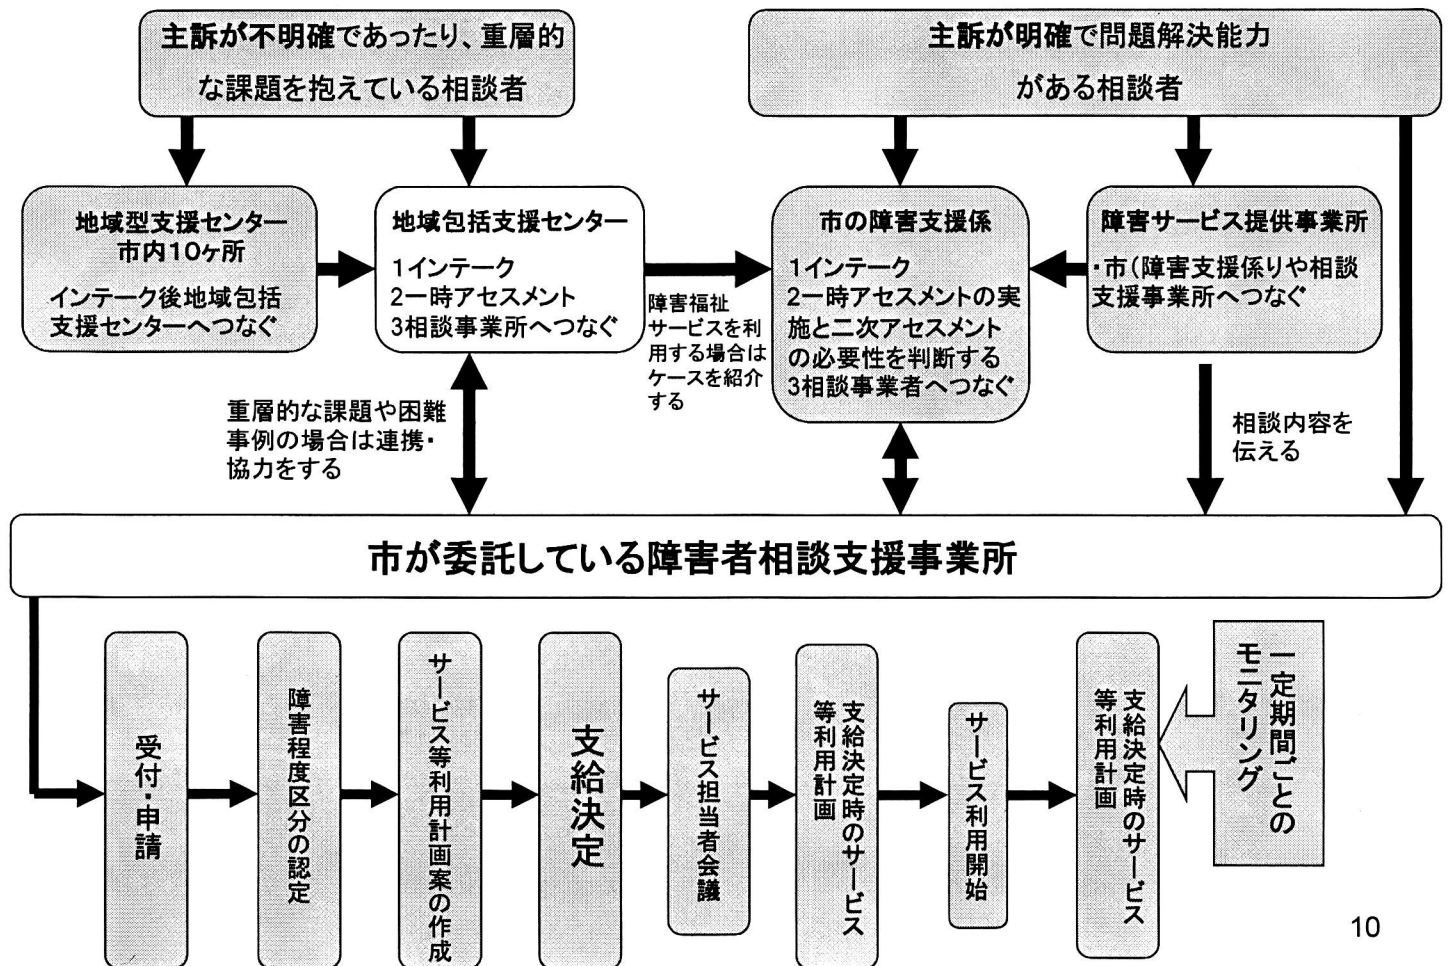 主訴が不明確であったり、重層的
な課題を抱えている相談者
主訴が明確で問題解決能力
がある相談者
地域型支援センター
市内10ヶ所
インテーク後地域包括
支援センターへつなぐ
地域包括支援センター
1インテーク
2一時アセスメント
3相談事業所へつなぐ
障害福祉
サービスを利
用する場合は
ケースを紹介
する
市の障害支援係
1インテーク
2一時アセスメントの実
施と二次アセスメント
の必要性を判断する
3相談事業者へつなぐ
障害サービス提供事業所
・市(障害支援係りや相談
支援事業所へつなぐ
重層的な課題や困難
事例の場合は連携・
協力をする
相談内容を
伝える
市が委託している障害者相談支援事業所
受付・申請
障害程度区分の認定
サービス等利用計画案の作成
支給決定
サービス担当者会議
支給決定時のサービス
等利用計画
サービス利用開始
支給決定時のサービス
等利用計画
一定期間ごとの
モニタリング
10